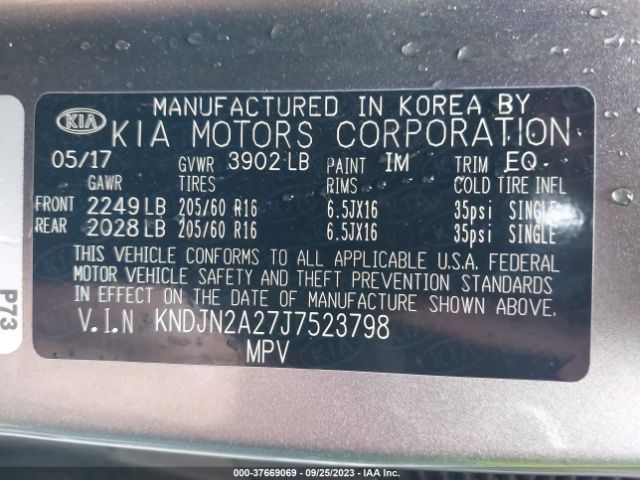 MANUFACTURED IN KOREA BY
KIA KIA MOTORS CORPORATION
05/17 GVWR 3902 LB PAINT IM TRIM EQ
GAWR TIRES RIMS COLD TIRE INFL
FRONT 2249 LB 205/60 R16 6.5JX16 35psi SINGLE
REAR 2028 LB 205/60 R16 6.5JX16 35psi SINGLE
THIS VEHICLE CONFORMS TO ALL APPLICABLE U.S.A. FEDERAL
MOTOR VEHICLE SAFETY AND THEFT PREVENTION STANDARDS
IN EFFECT ON THE DATE OF MANUFACTURE SHOWN ABOVE.
V.I.N KNDJN2A27J7523798
MPV
P73
000-37669069 - 09/25/2023 - IAA Inc.